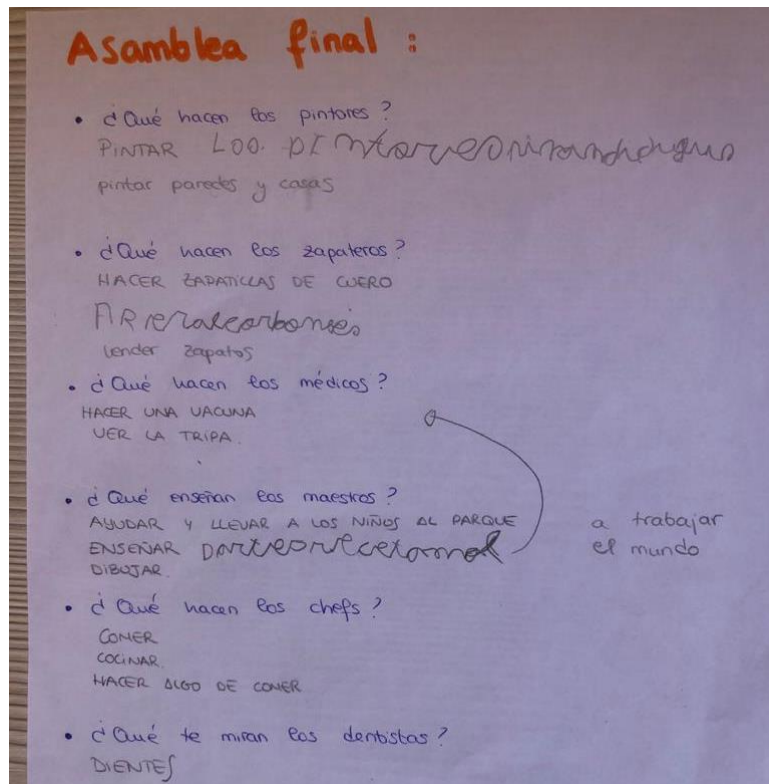 Asamblea final :
• ¿Qué hacen los pintores?
PINTAR LOO.
pintar paredes y casas
• ¿Qué hacen los zapateros?
HACER ZAPATILLAS DE CUERO
vender zapatos
• ¿Qué hacen los médicos?
HACER UNA VACUNA
VER LA TRIPA.
• ¿Qué enseñan los maestros?
AYUDAR Y LLEVAR A LOS NIÑOS AL PARQUE
ENSEÑAR
DIBUJAR.
a trabajar
el mundo
• ¿Qué hacen los chefs?
COMER
COCINAR.
HACER ALGO DE COMER
• ¿Qué te miran los dentistas?
DIENTES